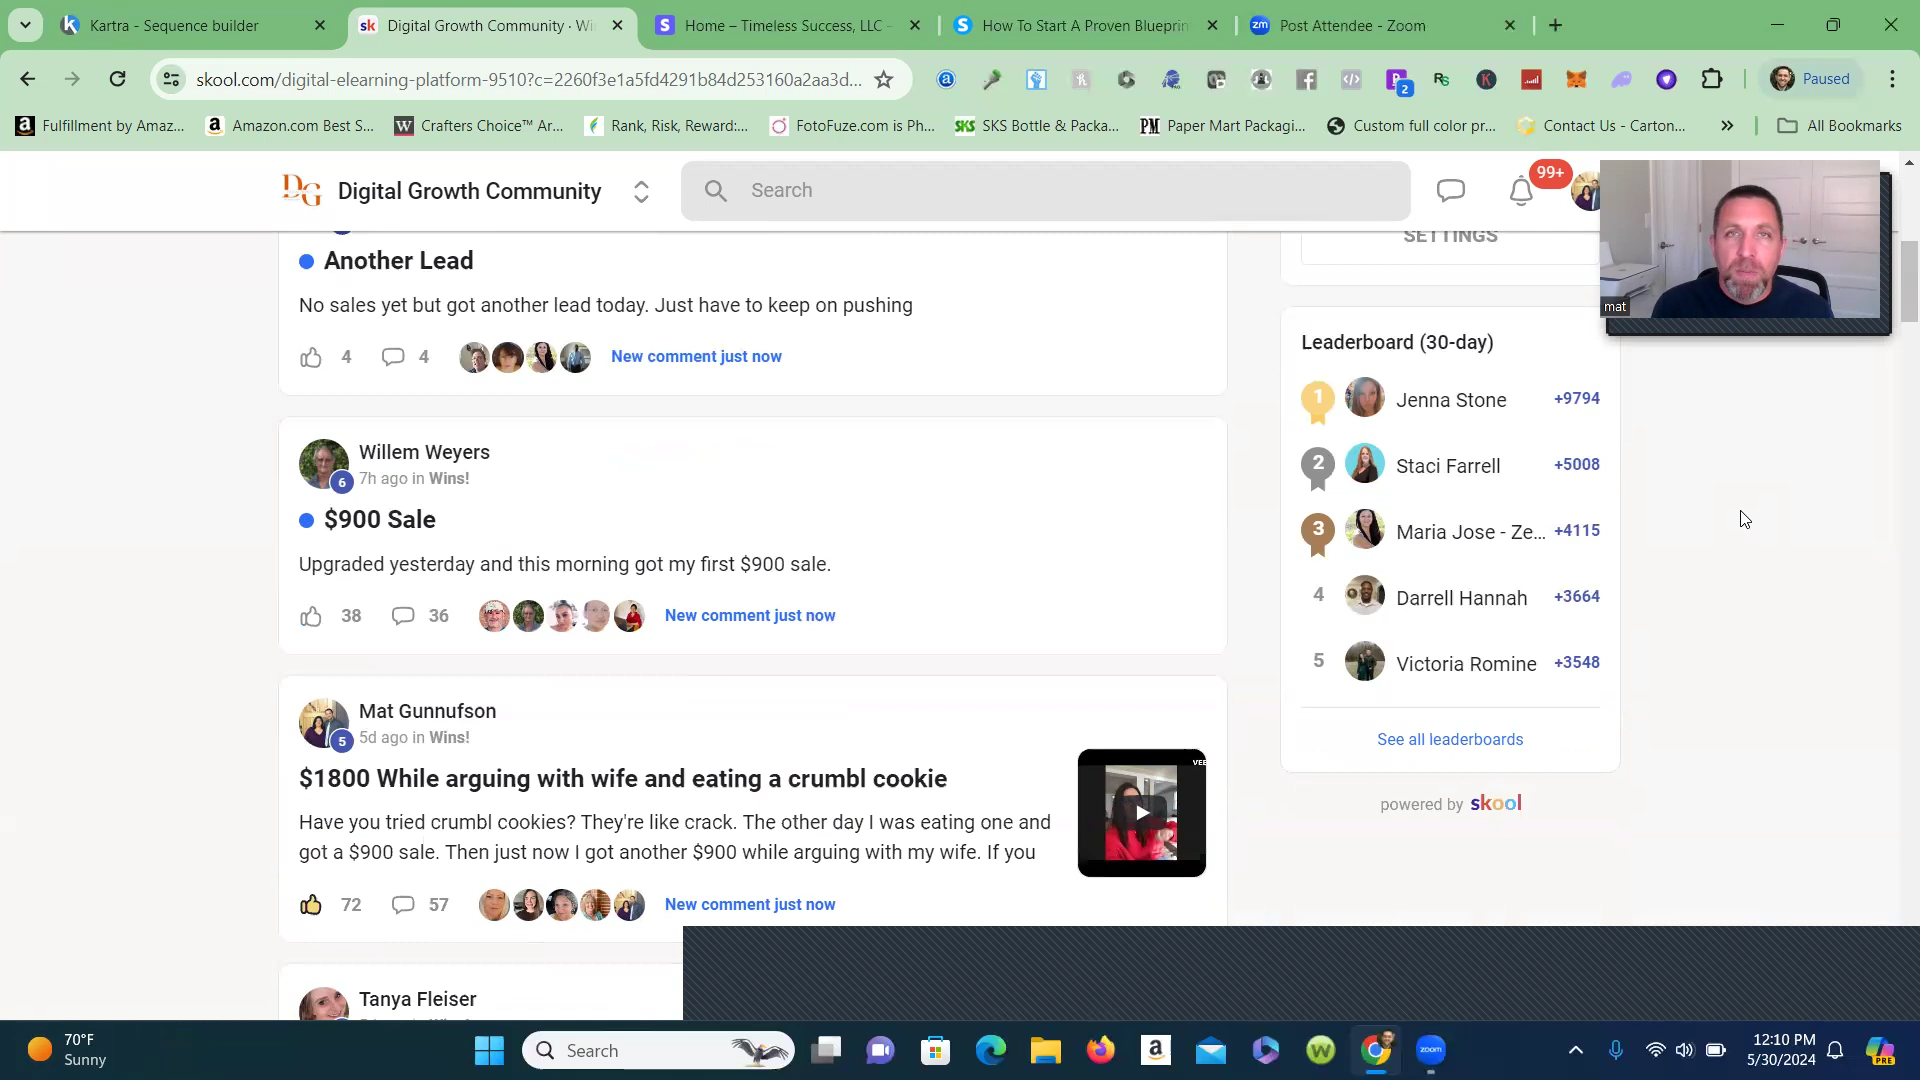 Kartra - Sequence builder
Digital Growth Community · Wi
Home – Timeless Success, LLC –
How To Start A Proven Blueprin
Post Attendee - Zoom
skool.com/digital-elearning-platform-9510?c=2260f3e1a5fd4291b84d253160a2aa3d...
Paused
Fulfillment by Amaz...
Amazon.com Best S...
Crafters Choice™ Ar...
Rank, Risk, Reward:...
FotoFuze.com is Ph...
SKS Bottle & Packa...
Paper Mart Packagi...
Custom full color pr...
Contact Us - Carton...
All Bookmarks
DG Digital Growth Community
Search
99+
mat
SETTINGS
Another Lead
No sales yet but got another lead today. Just have to keep on pushing
4 4 New comment just now
Willem Weyers
6 7h ago in Wins!
$900 Sale
Upgraded yesterday and this morning got my first $900 sale.
38 36 New comment just now
Mat Gunnufson
5 5d ago in Wins!
$1800 While arguing with wife and eating a crumbl cookie
Have you tried crumbl cookies? They're like crack. The other day I was eating one and
got a $900 sale. Then just now I got another $900 while arguing with my wife. If you
VEE
72 57 New comment just now
Tanya Fleiser
Leaderboard (30-day)
1 Jenna Stone +9794
2 Staci Farrell +5008
3 Maria Jose - Ze... +4115
4 Darrell Hannah +3664
5 Victoria Romine +3548
See all leaderboards
powered by skool
70°F
Sunny
Search
zoom
12:10 PM
5/30/2024
PRE